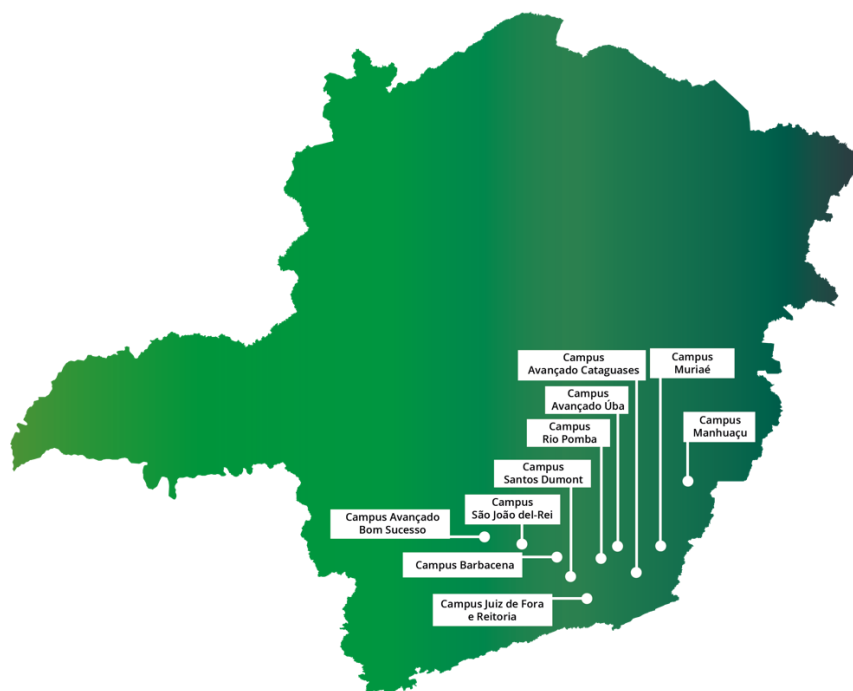 Campus
Avançado Cataguases
Campus
Muriaé
Campus
Avançado Úba
Campus
Rio Pomba
Campus
Manhuaçu
Campus
Santos Dumont
Campus
São João del-Rei
Campus Avançado
Bom Sucesso
Campus Barbacena
Campus Juiz de Fora
e Reitoria